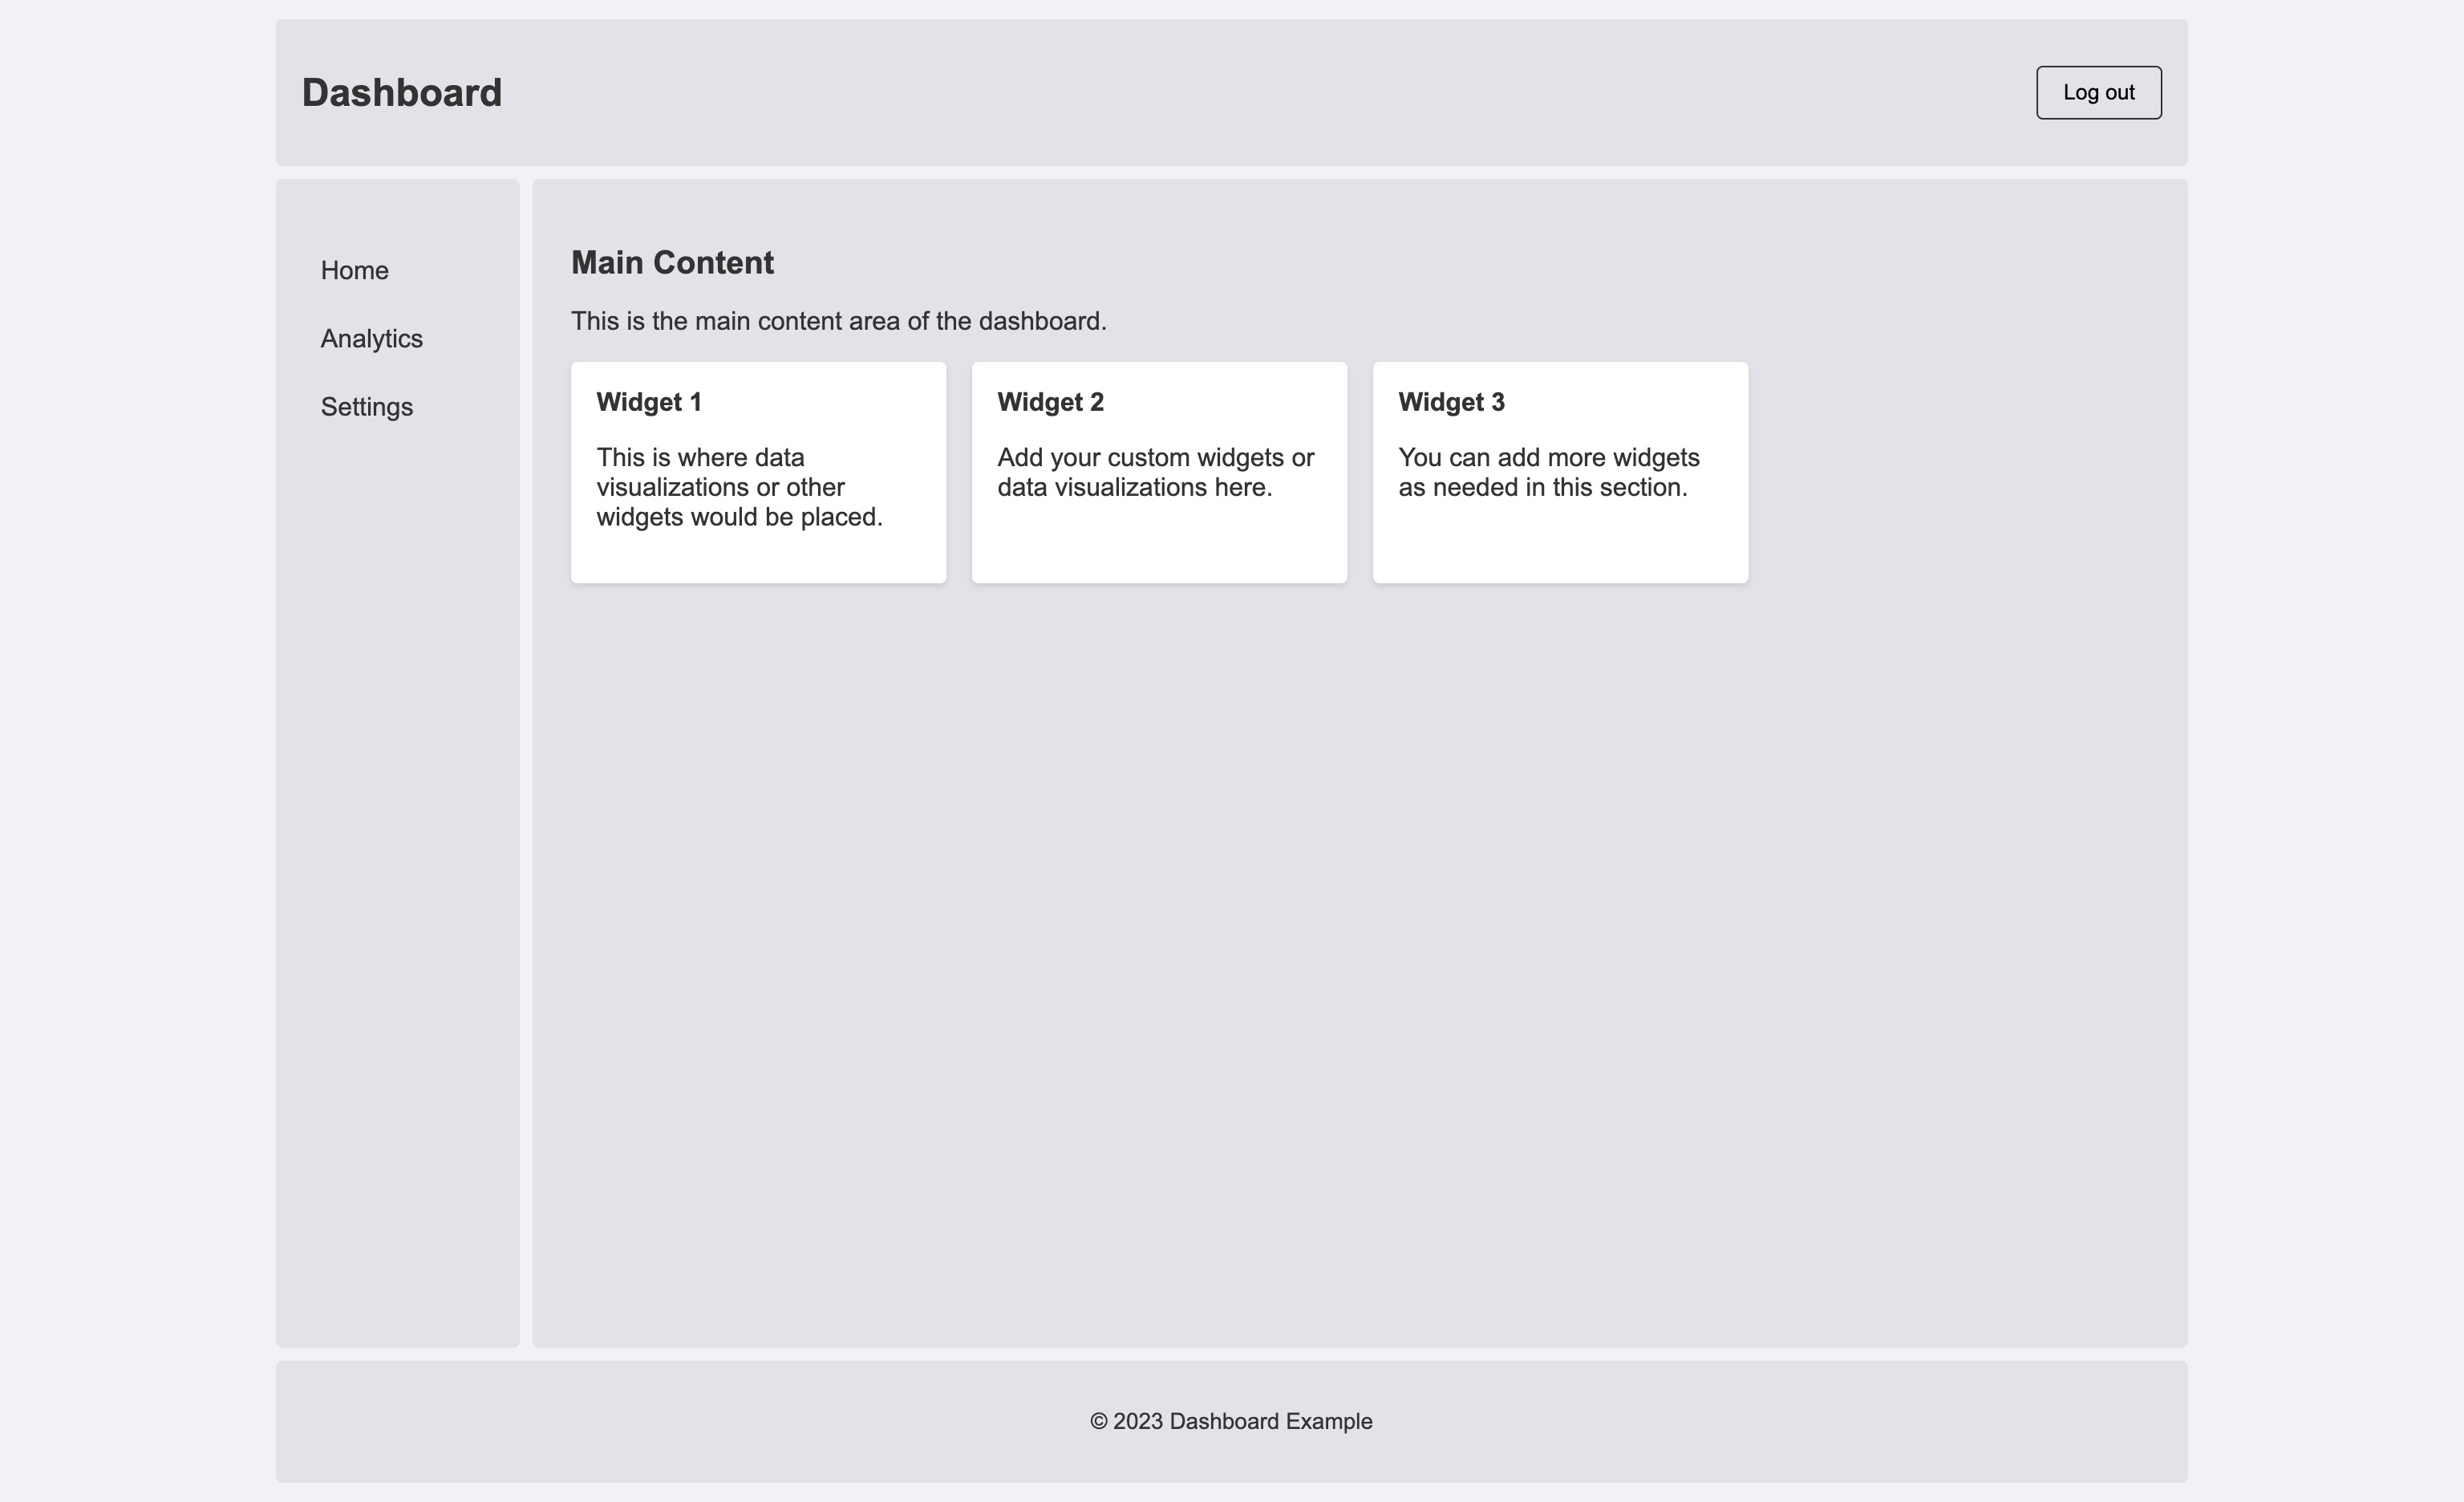 Dashboard
Log out
Home
Analytics
Settings
Main Content
This is the main content area of the dashboard.
Widget 1
This is where data
visualizations or other
widgets would be placed.
Widget 2
Add your custom widgets or
data visualizations here.
Widget 3
You can add more widgets
as needed in this section.
© 2023 Dashboard Example